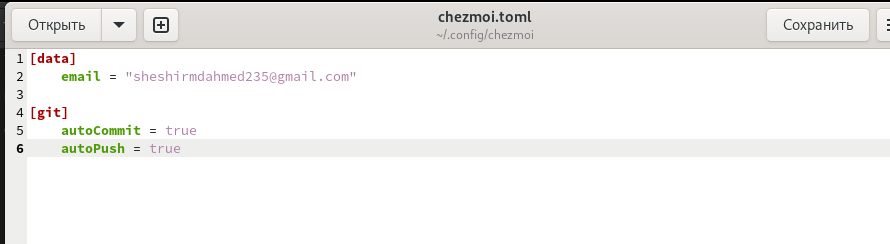 Открыть
chezmoi.toml
~/.config/chezmoi
Сохранить
1 [data]
2 email = "sheshirmdahmed235@gmail.com"
3
4 [git]
5 autoCommit = true
6 autoPush = true